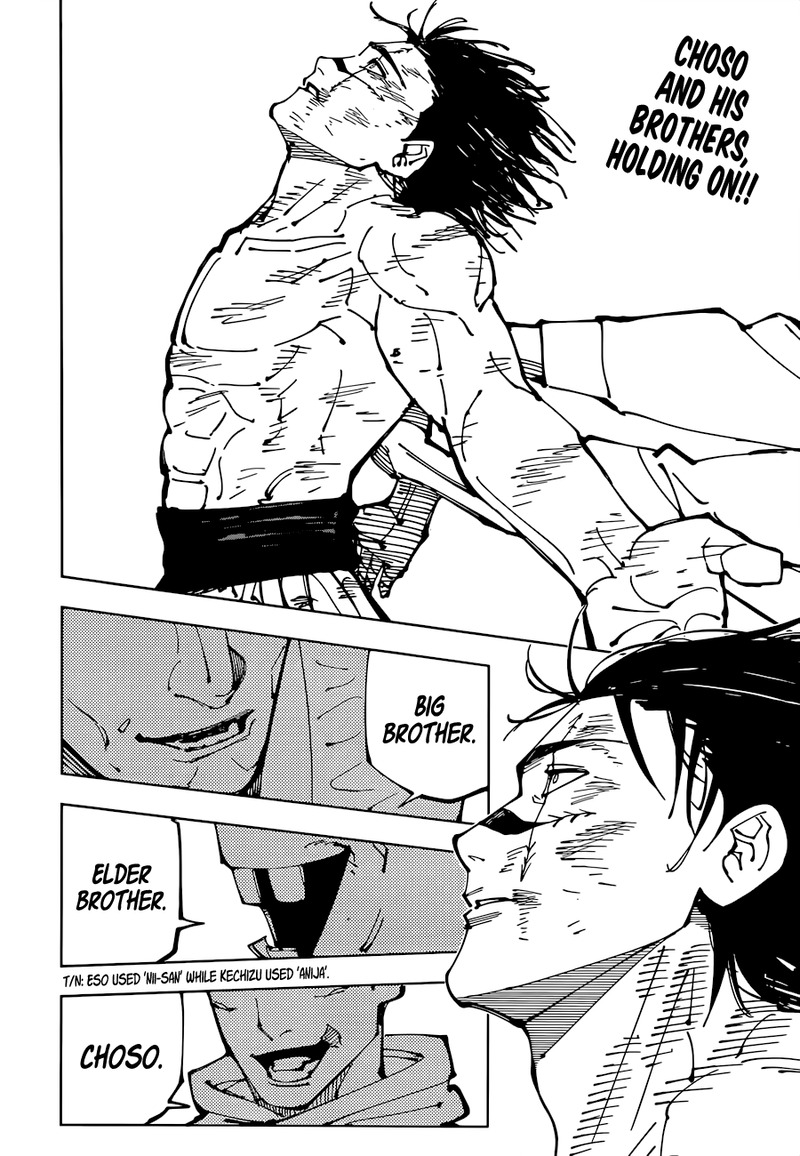 CHOSO
AND HIS
BROTHERS,
HOLDING ON!!
BIG
BROTHER.
ELDER
BROTHER.
T/N: ESO USED 'NII-SAN' WHILE KECHIZU USED 'ANIJA'.
CHOSO.